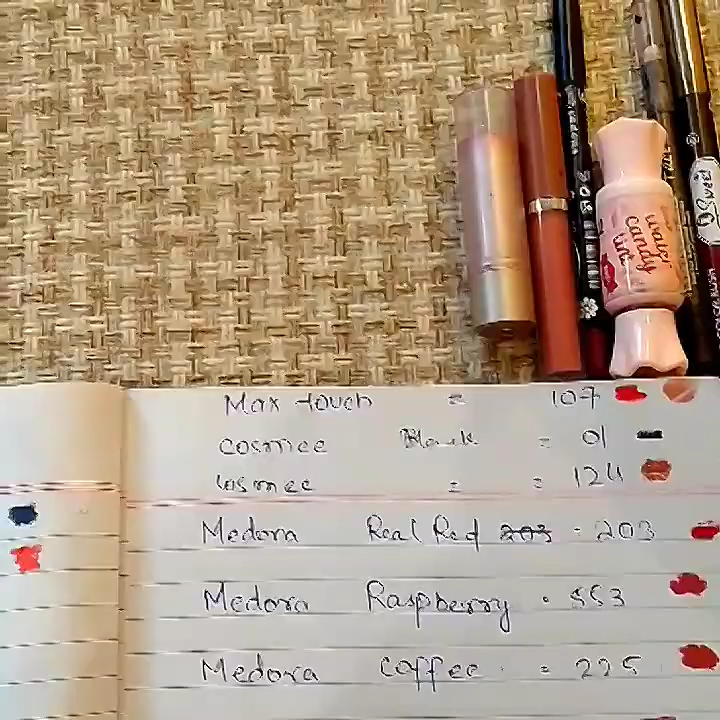 water
candy
tint
Max touch = 107
cosmee Black = 01
cosmee = = 124
Medora Real Red 203 = 203
Medora Raspberry = 553
Medora coffee = 225